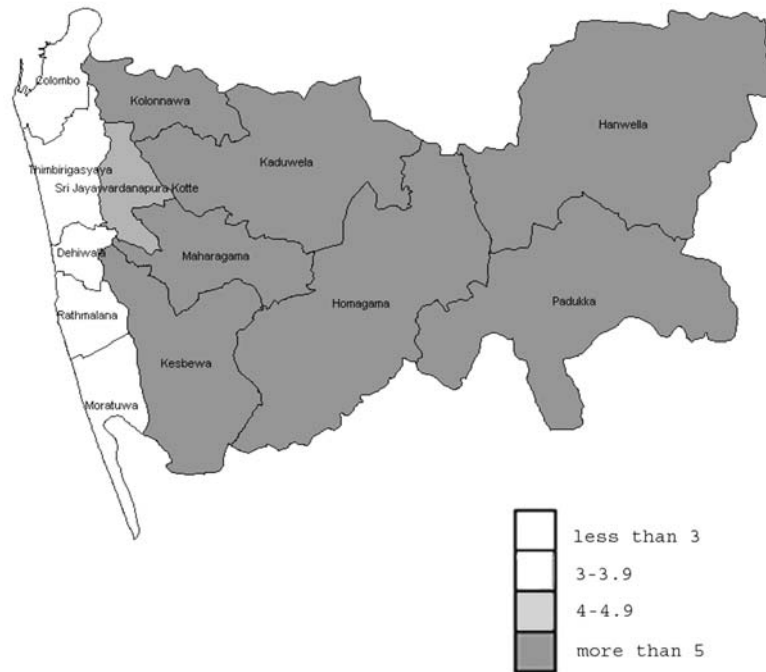 Colombo
Kolonnawa
Hanwella
Thimbirigasyaya
Kaduwela
Sri Jayawardanapura Kotte
Dehiwala
Maharagama
Homagama
Padukka
Rathmalana
Kesbewa
Moratuwa
less than 3
3-3.9
4-4.9
more than 5